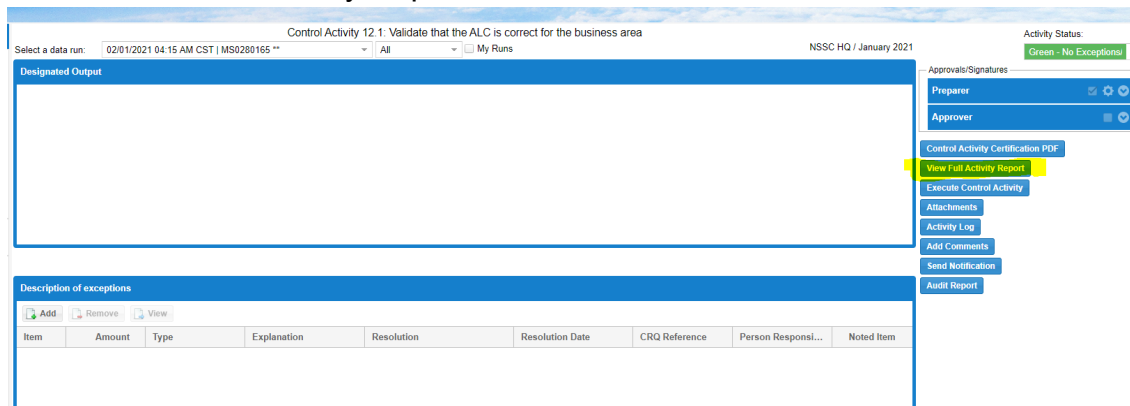 Control Activity 12.1: Validate that the ALC is correct for the business area
Activity Status:
Select a data run: 02/01/2021 04:15 AM CST | MS0280165 ** All My Runs NSSC HQ / January 2021
Green - No Exceptions/
Designated Output
Approvals/Signatures
Preparer
Approver
Control Activity Certification PDF
View Full Activity Report
Execute Control Activity
Attachments
Activity Log
Add Comments
Send Notification
Audit Report
Description of exceptions
Add Remove View
Item Amount Type Explanation Resolution Resolution Date CRQ Reference Person Responsi... Noted Item